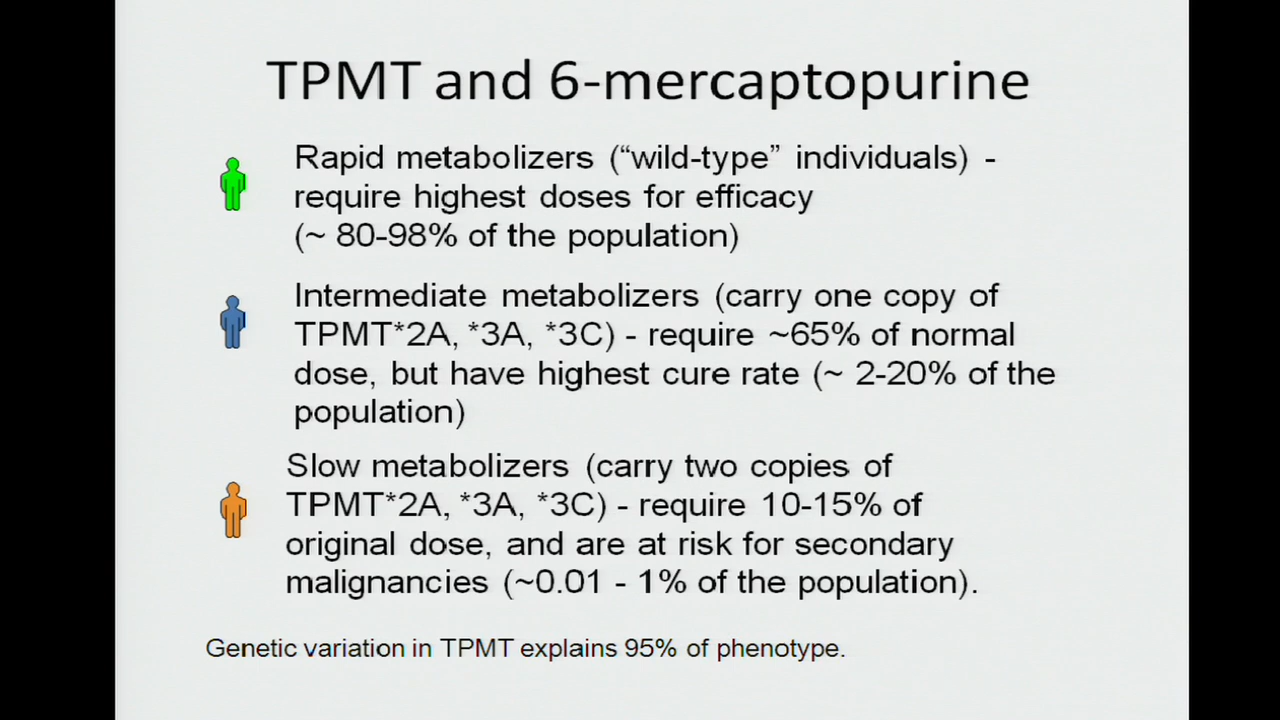 TPMT and 6-mercaptopurine
Rapid metabolizers (“wild-type” individuals) -
require highest doses for efficacy
(~ 80-98% of the population)
Intermediate metabolizers (carry one copy of
TPMT*2A, *3A, *3C) - require ~65% of normal
dose, but have highest cure rate (~ 2-20% of the
population)
Slow metabolizers (carry two copies of
TPMT*2A, *3A, *3C) - require 10-15% of
original dose, and are at risk for secondary
malignancies (~0.01 - 1% of the population).
Genetic variation in TPMT explains 95% of phenotype.